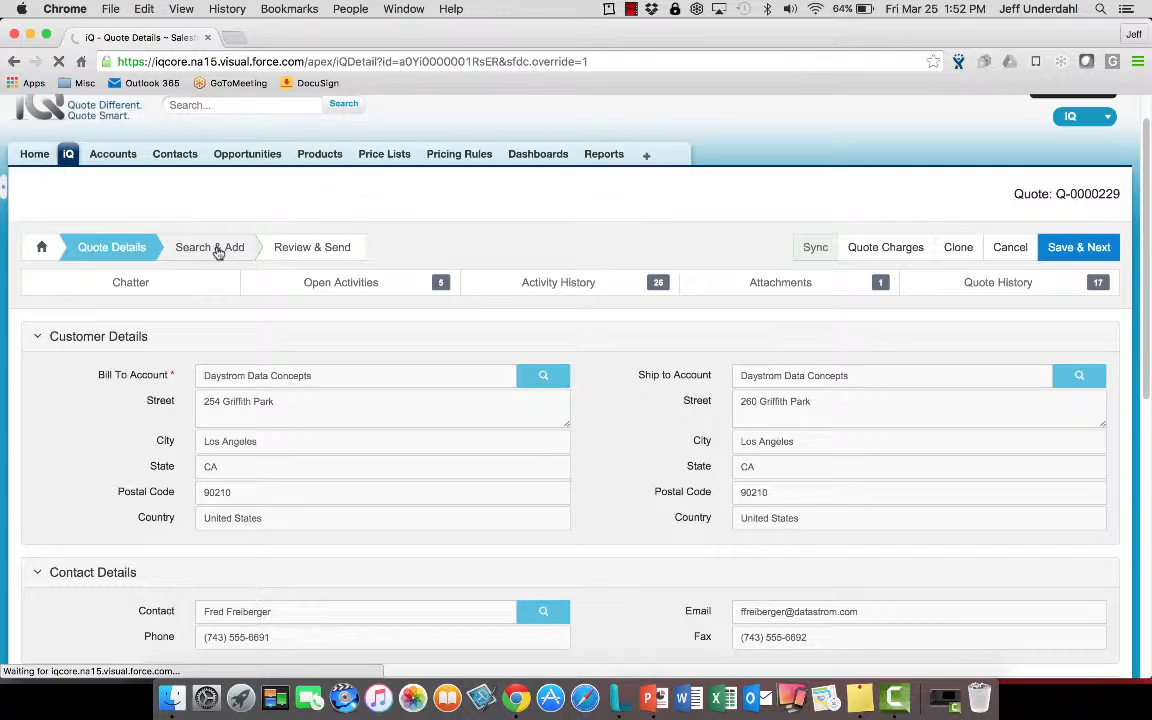 Chrome File Edit View History Bookmarks People Window Help 64% Fri Mar 25 1:52 PM Jeff Underdahl
iQ - Quote Details ~ Salesf × Jeff
https://iqcore.na15.visual.force.com/apex/iQDetail?id=a0Yi0000001RsER&sfdc.override=1
Apps Misc Outlook 365 GoToMeeting DocuSign
iQ Quote Different.
Quote Smart.
Search... Search
iQ
Home iQ Accounts Contacts Opportunities Products Price Lists Pricing Rules Dashboards Reports +
Quote: Q-0000229
Quote Details Search & Add Review & Send Sync Quote Charges Clone Cancel Save & Next
Chatter Open Activities 5 Activity History 26 Attachments 1 Quote History 17
Customer Details
Bill To Account * Daystrom Data Concepts Ship to Account Daystrom Data Concepts
Street 254 Griffith Park Street 260 Griffith Park
City Los Angeles City Los Angeles
State CA State CA
Postal Code 90210 Postal Code 90210
Country United States Country United States
Contact Details
Contact Fred Freiberger Email ffreiberger@datastrom.com
Phone (743) 555-6691 Fax (743) 555-6692
Waiting for iqcore.na15.visual.force.com...